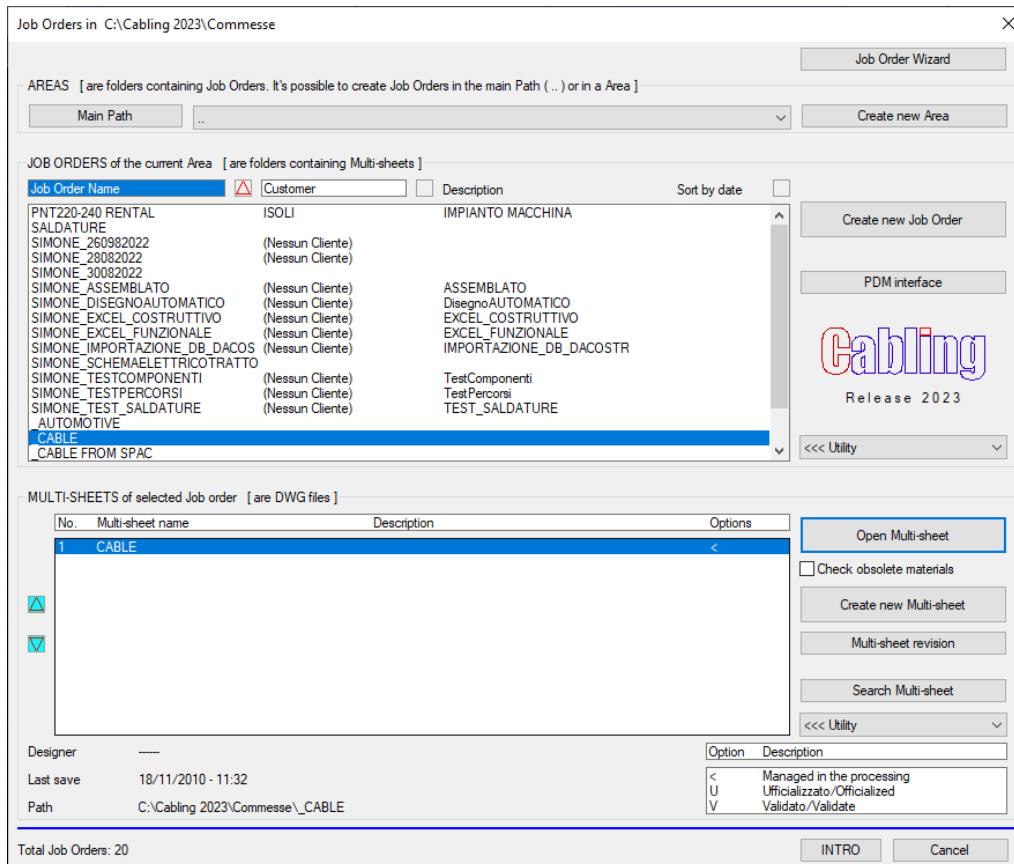 Job Orders in C:\Cabling 2023\Commesse
Job Order Wizard
AREAS [ are folders containing Job Orders. It's possible to create Job Orders in the main Path ( .. ) or in a Area ]
Main Path .. Create new Area
JOB ORDERS of the current Area [ are folders containing Multi-sheets ]
Job Order Name Customer Description Sort by date
PNT220-240 RENTAL ISOLI IMPIANTO MACCHINA
SALDATURE
SIMONE_260982022 (Nessun Cliente)
SIMONE_28082022 (Nessun Cliente)
SIMONE_30082022
SIMONE_ASSEMBLATO (Nessun Cliente) ASSEMBLATO
SIMONE_DISEGNOAUTOMATICO (Nessun Cliente) DisegnoAUTOMATICO
SIMONE_EXCEL_COSTRUTTIVO (Nessun Cliente) EXCEL_COSTRUTTIVO
SIMONE_EXCEL_FUNZIONALE (Nessun Cliente) EXCEL_FUNZIONALE
SIMONE_IMPORTAZIONE_DB_DACOS (Nessun Cliente) IMPORTAZIONE_DB_DACOSTR
SIMONE_SCHEMAELETTRICOTRATTO
SIMONE_TESTCOMPONENTI (Nessun Cliente) TestComponenti
SIMONE_TESTPERCORSI (Nessun Cliente) TestPercorsi
SIMONE_TEST_SALDATURE (Nessun Cliente) TEST_SALDATURE
_AUTOMOTIVE
_CABLE
_CABLE FROM SPAC
Create new Job Order
PDM interface
Cabling
Release 2023
<<< Utility
MULTI-SHEETS of selected Job order [ are DWG files ]
No. Multi-sheet name Description Options
1 CABLE <
Open Multi-sheet
Check obsolete materials
Create new Multi-sheet
Multi-sheet revision
Search Multi-sheet
<<< Utility
Designer ------
Last save 18/11/2010 - 11:32
Path C:\Cabling 2023\Commesse\_CABLE
Option Description
< Managed in the processing
U Ufficializzato/Officialized
V Validato/Validate
Total Job Orders: 20
INTRO Cancel